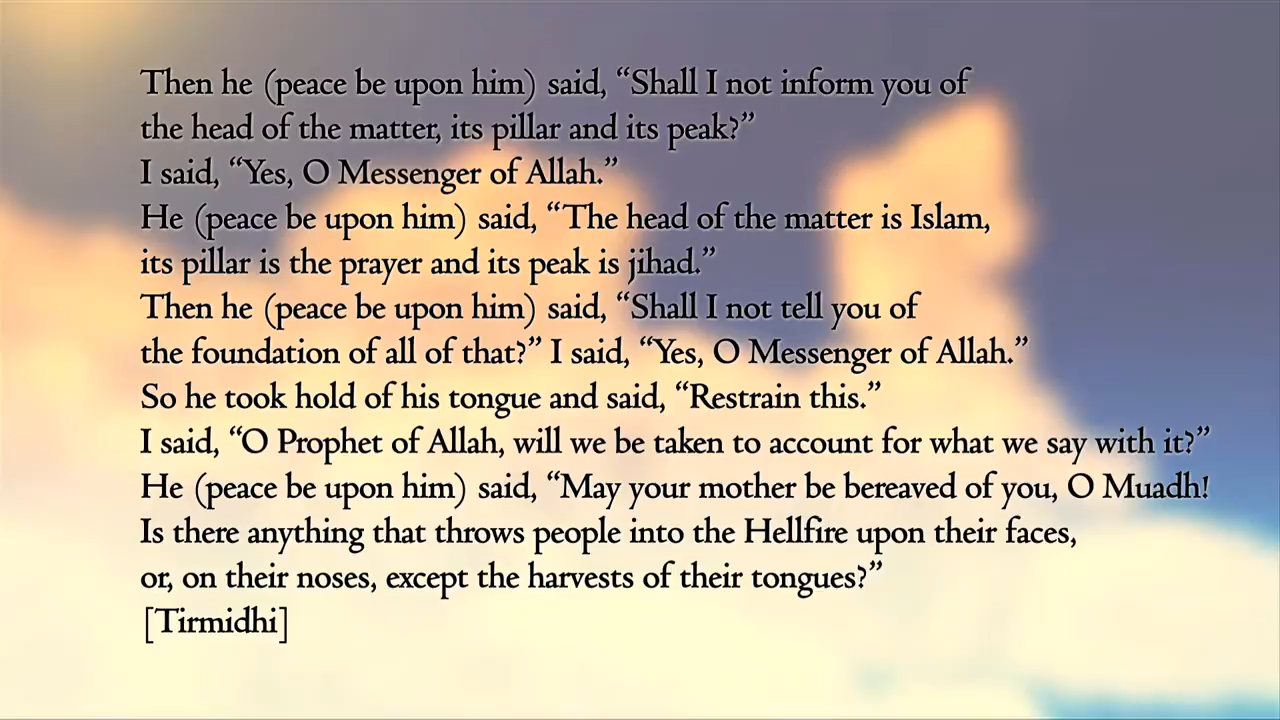 Then he (peace be upon him) said, “Shall I not inform you of
the head of the matter, its pillar and its peak?”
I said, “Yes, O Messenger of Allah.”
He (peace be upon him) said, “The head of the matter is Islam,
its pillar is the prayer and its peak is jihad.”
Then he (peace be upon him) said, “Shall I not tell you of
the foundation of all of that?” I said, “Yes, O Messenger of Allah.”
So he took hold of his tongue and said, “Restrain this.”
I said, “O Prophet of Allah, will we be taken to account for what we say with it?”
He (peace be upon him) said, “May your mother be bereaved of you, O Muadh!
Is there anything that throws people into the Hellfire upon their faces,
or, on their noses, except the harvests of their tongues?”
[Tirmidhi]